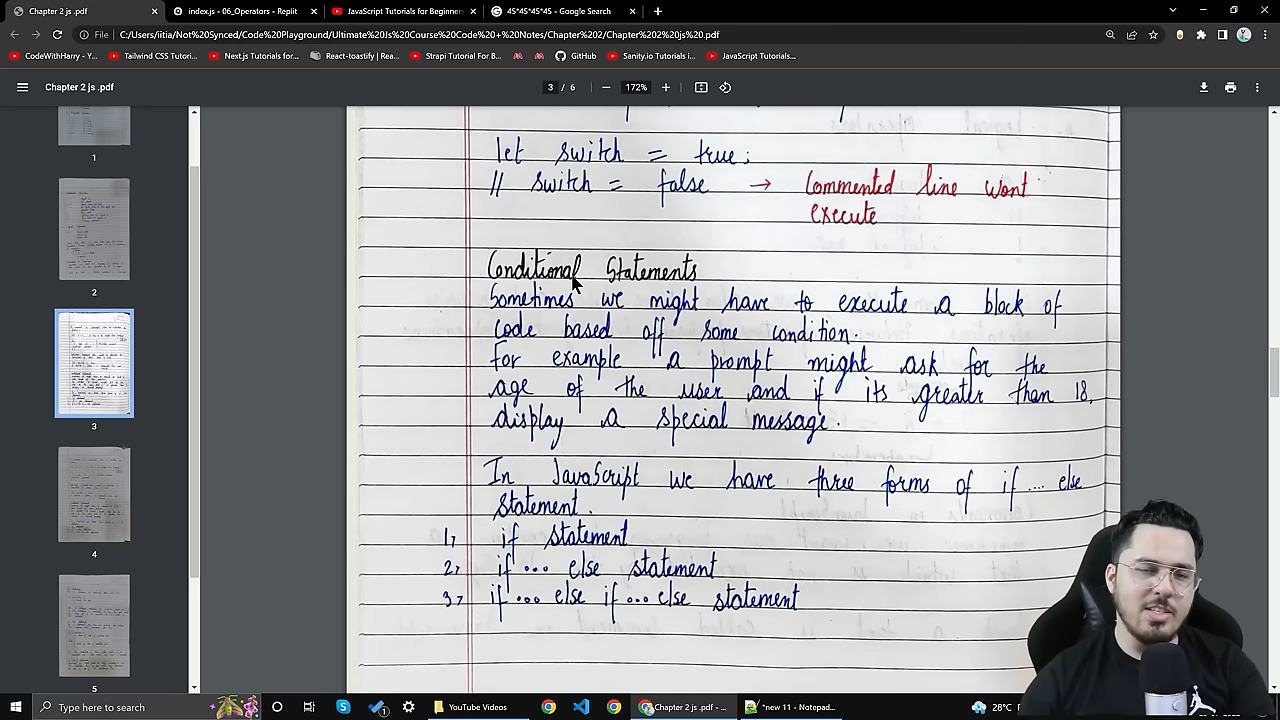 Chapter 2 js .pdf
index.js - 06_Operators - Replit
JavaScript Tutorials for Beginner
45*45*45*45 - Google Search
File
C:/Users/iitia/Not%20Synced/Code%20Playground/Ultimate%20Js%20Course%20Code%20+%20Notes/Chapter%202/Chapter%202%20js%20.pdf
CodeWithHarry - Y...
Tailwind CSS Tutori...
Next.js Tutorials for...
React-toastify | Rea...
Strapi Tutorial For B...
GitHub
Sanity.io Tutorials i...
JavaScript Tutorials...
Chapter 2 js .pdf
3 / 6
172%
1
2
3
4
5
let switch = true;
// switch = false → Commented line wont
execute
Conditional Statements
Sometimes we might have to execute a block of
code based off some condition.
For example a prompt might ask for the
age of the user and if its greater than 18,
display a special message.
In JavaScript we have three forms of if .... else
statement.
1, if statement
2, if ... else statement
3, if ... else if ... else statement
Type here to search
YouTube Videos
Chapter 2 js .pdf - ...
*new 11 - Notepad...
28°C